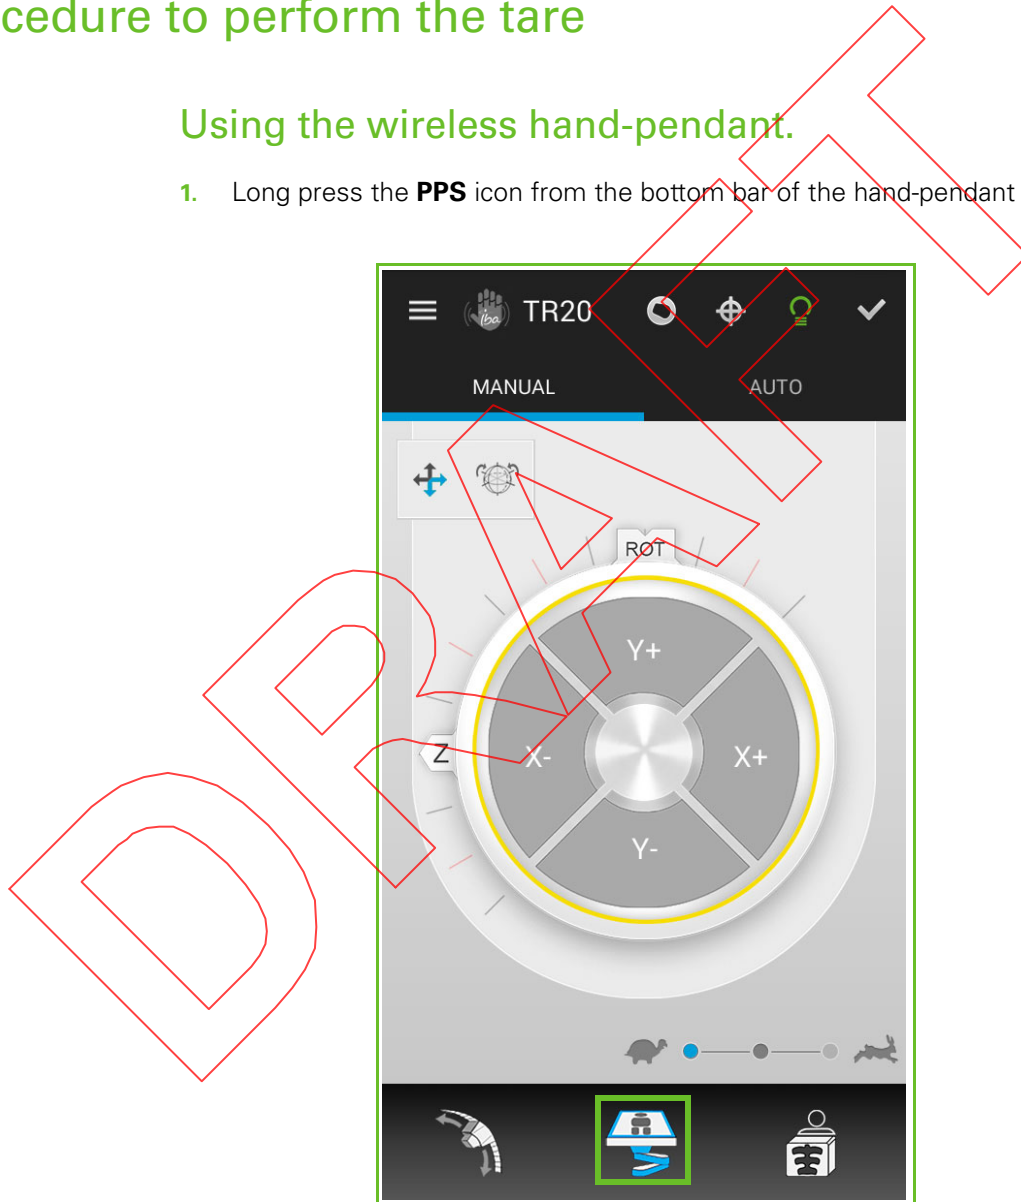 cedure to perform the tare
Using the wireless hand-pendant.
1. Long press the PPS icon from the bottom bar of the hand-pendant
iba TR20
MANUAL AUTO
ROT
Y+
Z X- X+
Y-
DRAFT